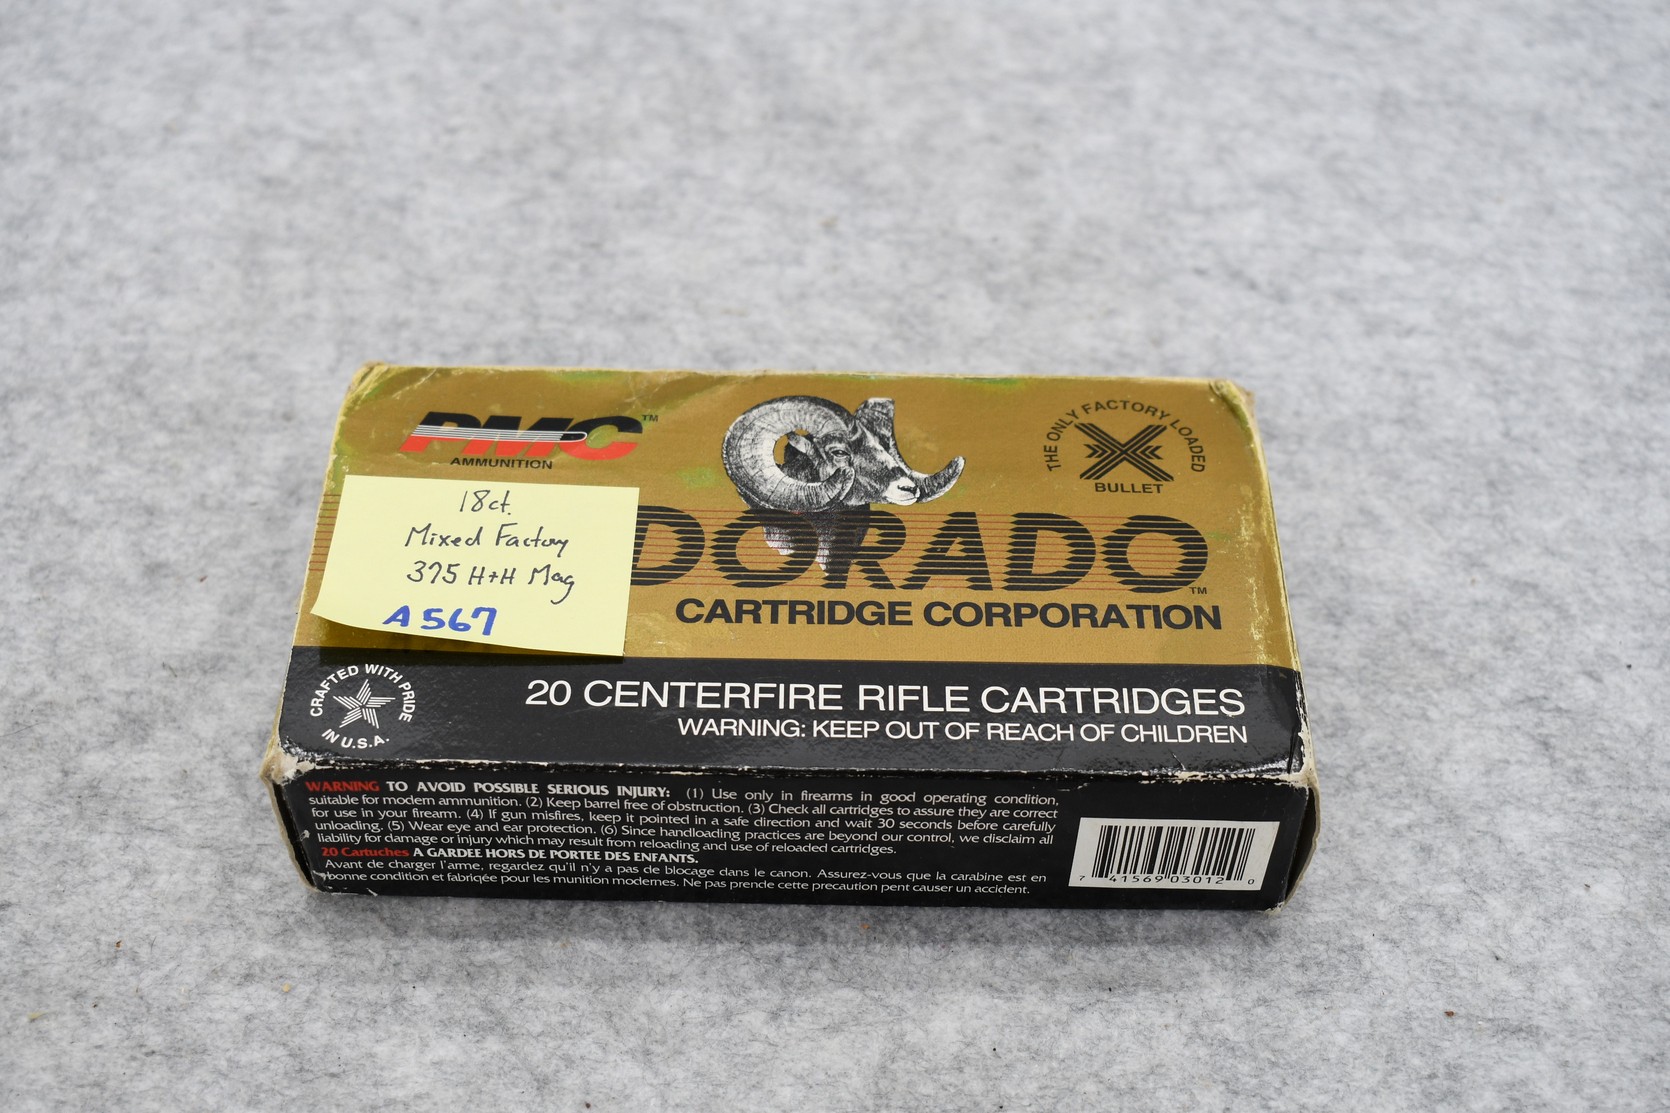 PMC™
AMMUNITION
THE ONLY FACTORY LOADED
X
BULLET
18ct.
Mixed Factory
375 H+H Mag
A567
DORADO™
CARTRIDGE CORPORATION
CRAFTED WITH PRIDE
IN U.S.A.
20 CENTERFIRE RIFLE CARTRIDGES
WARNING: KEEP OUT OF REACH OF CHILDREN
WARNING TO AVOID POSSIBLE SERIOUS INJURY: (1) Use only in firearms in good operating condition,
suitable for modern ammunition. (2) Keep barrel free of obstruction. (3) Check all cartridges to assure they are correct
for use in your firearm. (4) If gun misfires, keep it pointed in a safe direction and wait 30 seconds before carefully
unloading. (5) Wear eye and ear protection. (6) Since handloading practices are beyond our control, we disclaim all
liability for damage or injury which may result from reloading and use of reloaded cartridges.
20 Cartuches A GARDEE HORS DE PORTEE DES ENFANTS.
Avant de charger l'arme, regardez qu'il n'y a pas de blocage dans le canon. Assurez-vous que la carabine est en
bonne condition et fabriqée pour les munition modernes. Ne pas prende cette precaution pent causer un accident.
7 41569 03012 0